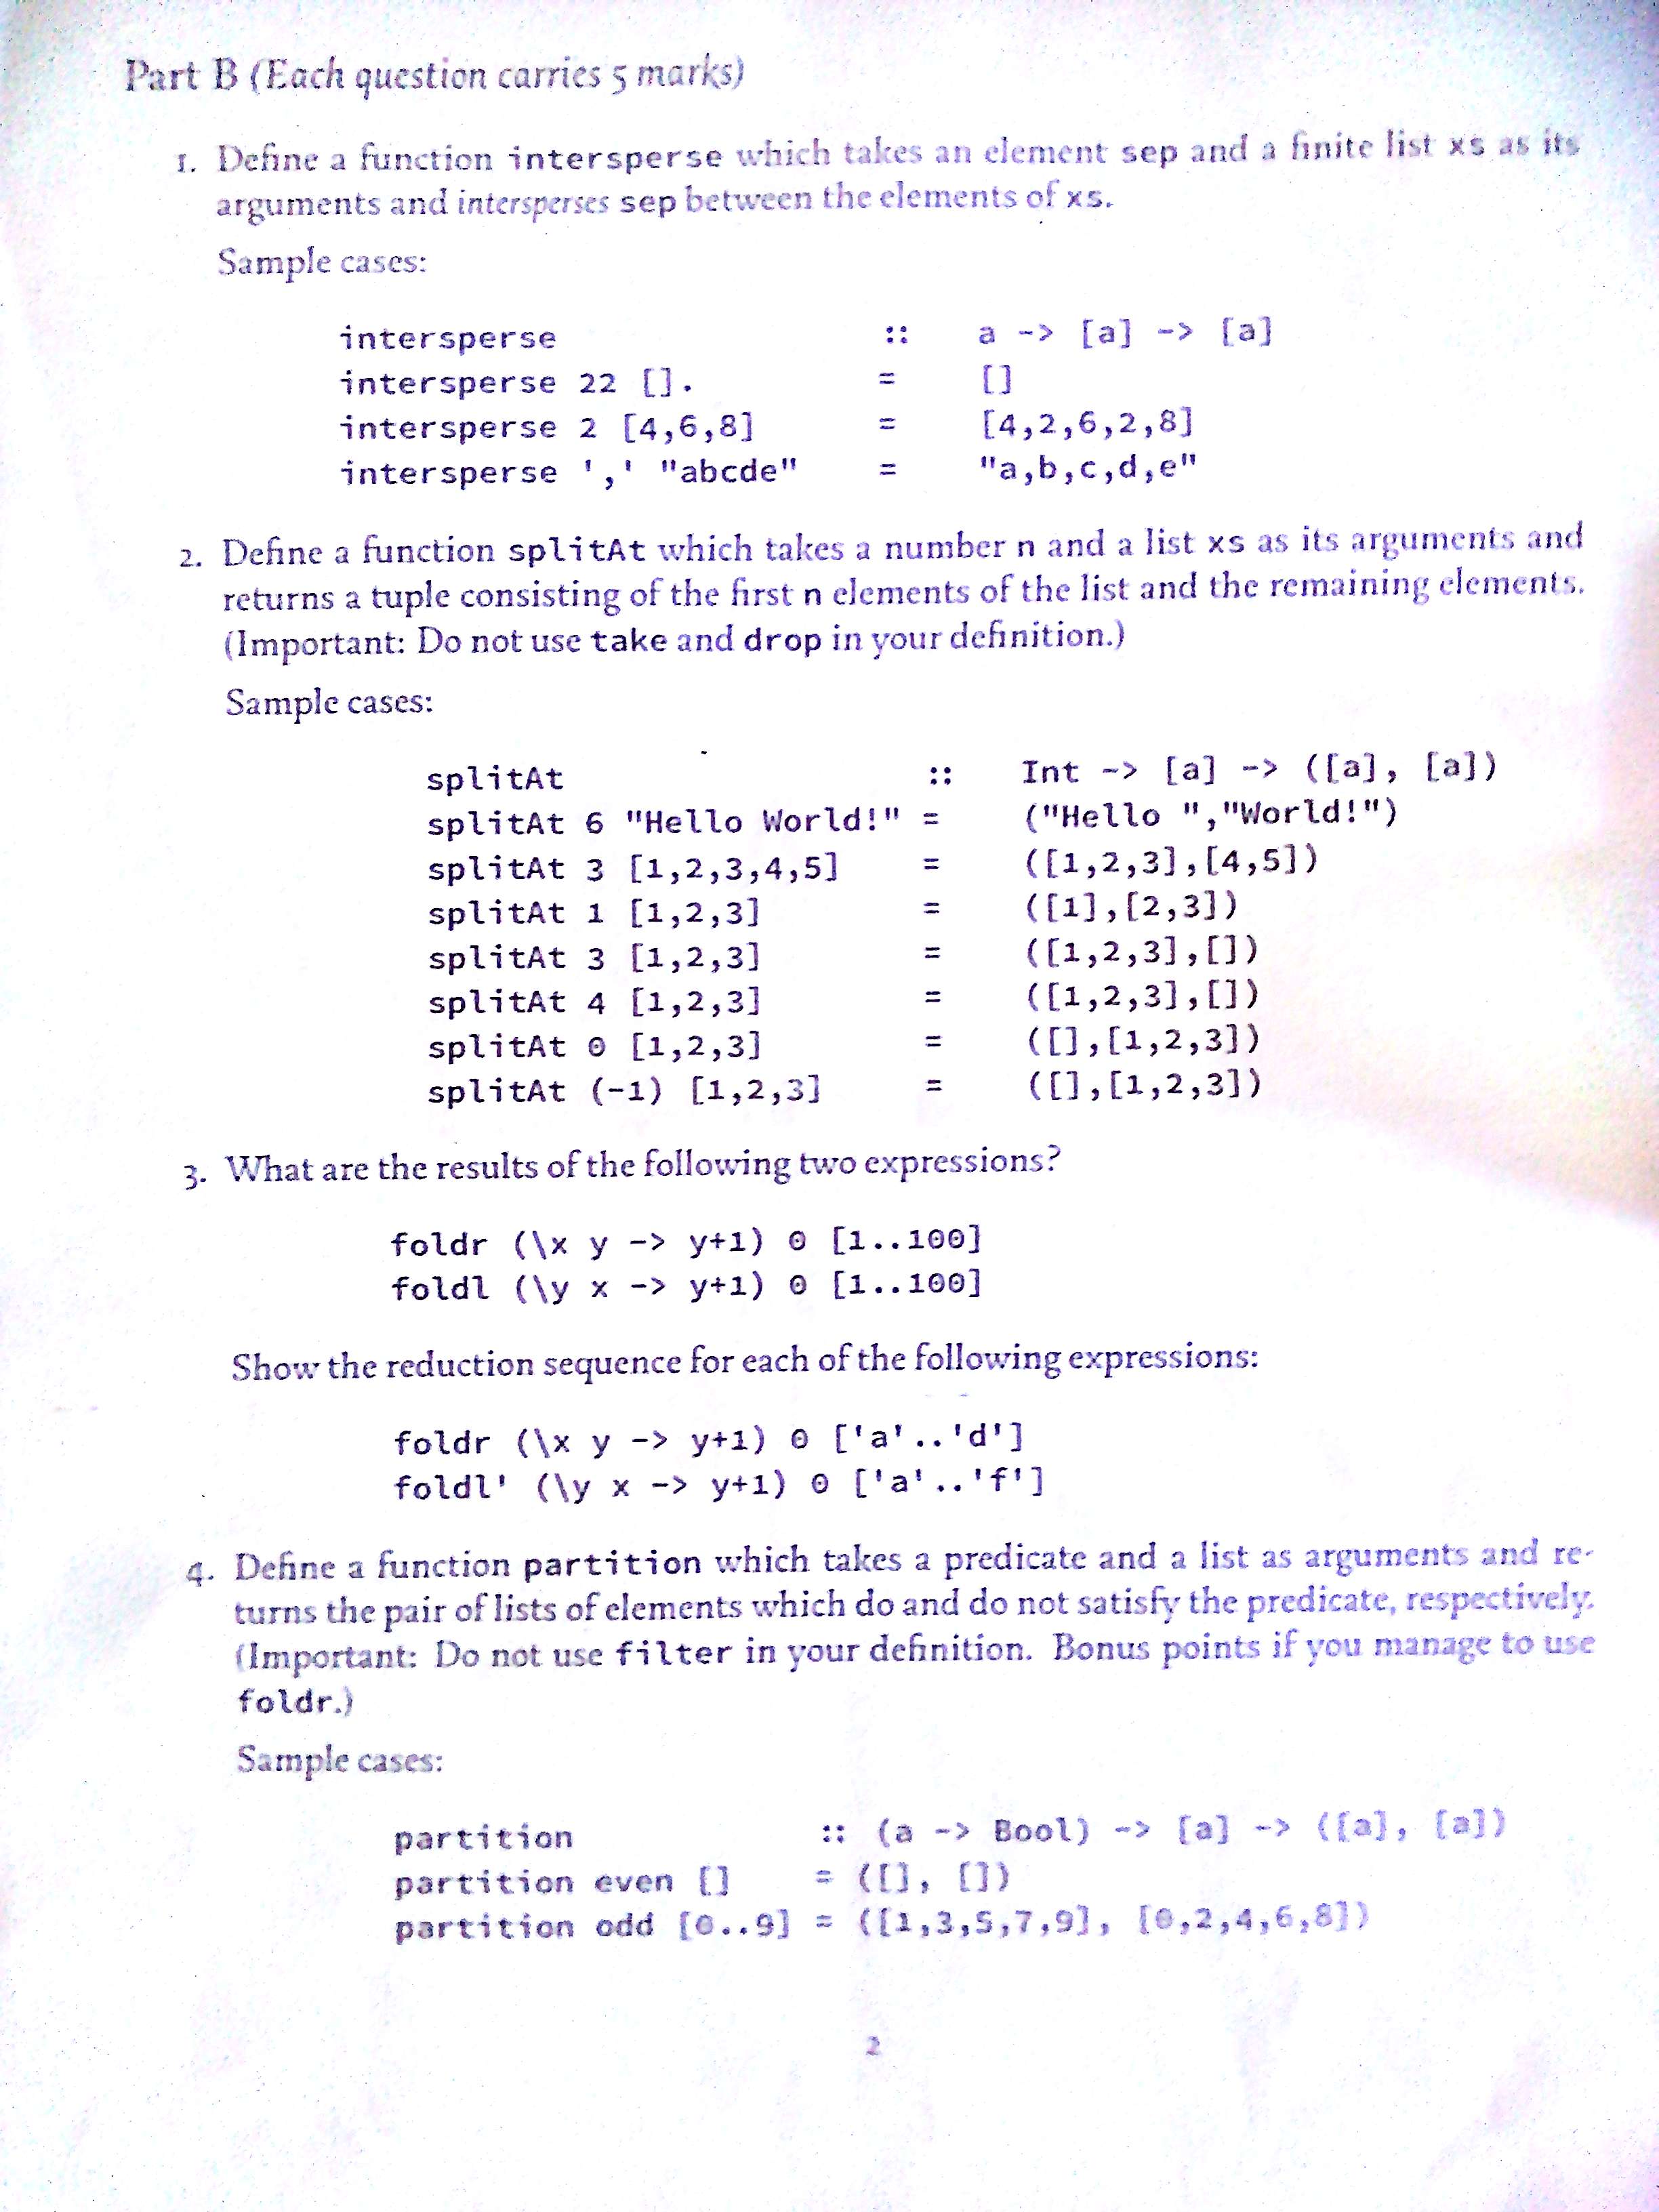 Part B (Each question carries 5 marks)
1. Define a function intersperse which takes an element sep and a finite list xs as its
arguments and intersperses sep between the elements of xs.
Sample cases:
intersperse :: a -> [a] -> [a]
intersperse 22 []. = []
intersperse 2 [4,6,8] = [4,2,6,2,8]
intersperse ',' "abcde" = "a,b,c,d,e"
2. Define a function splitAt which takes a number n and a list xs as its arguments and
returns a tuple consisting of the first n elements of the list and the remaining elements.
(Important: Do not use take and drop in your definition.)
Sample cases:
splitAt :: Int -> [a] -> ([a], [a])
splitAt 6 "Hello World!" = ("Hello ","World!")
splitAt 3 [1,2,3,4,5] = ([1,2,3],[4,5])
splitAt 1 [1,2,3] = ([1],[2,3])
splitAt 3 [1,2,3] = ([1,2,3],[])
splitAt 4 [1,2,3] = ([1,2,3],[])
splitAt 0 [1,2,3] = ([],[1,2,3])
splitAt (-1) [1,2,3] = ([],[1,2,3])
3. What are the results of the following two expressions?
foldr (\x y -> y+1) 0 [1..100]
foldl (\y x -> y+1) 0 [1..100]
Show the reduction sequence for each of the following expressions:
foldr (\x y -> y+1) 0 ['a'..'d']
foldl' (\y x -> y+1) 0 ['a'..'f']
4. Define a function partition which takes a predicate and a list as arguments and re-
turns the pair of lists of elements which do and do not satisfy the predicate, respectively.
(Important: Do not use filter in your definition. Bonus points if you manage to use
foldr.)
Sample cases:
partition :: (a -> Bool) -> [a] -> ([a], [a])
partition even [] = ([], [])
partition odd [0..9] = ([1,3,5,7,9], [0,2,4,6,8])
2